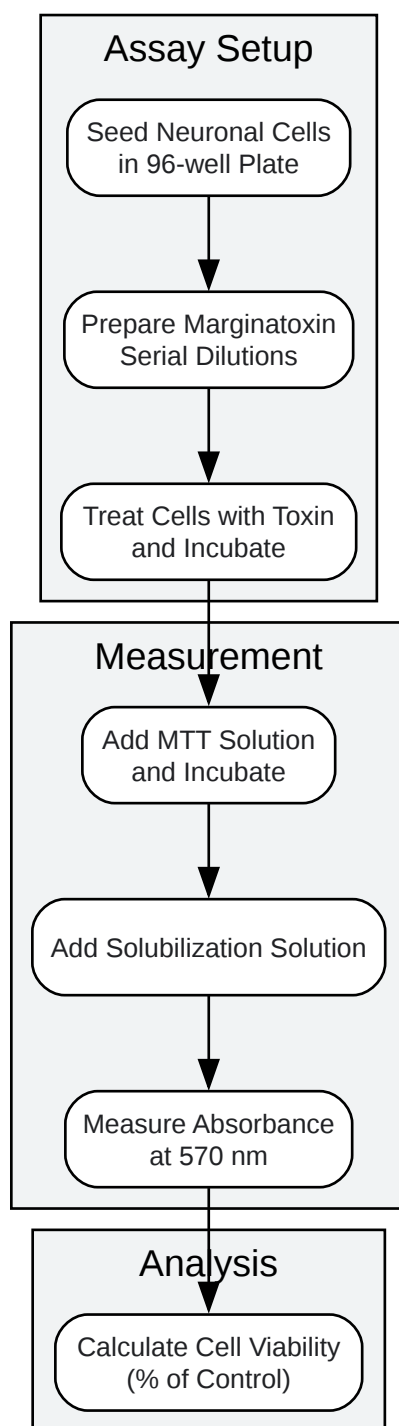 Assay Setup
Seed Neuronal Cells
in 96-well Plate
Prepare Marginatoxin
Serial Dilutions
Treat Cells with Toxin
and Incubate
Measurement
Add MTT Solution
and Incubate
Add Solubilization Solution
Measure Absorbance
at 570 nm
Analysis
Calculate Cell Viability
(% of Control)